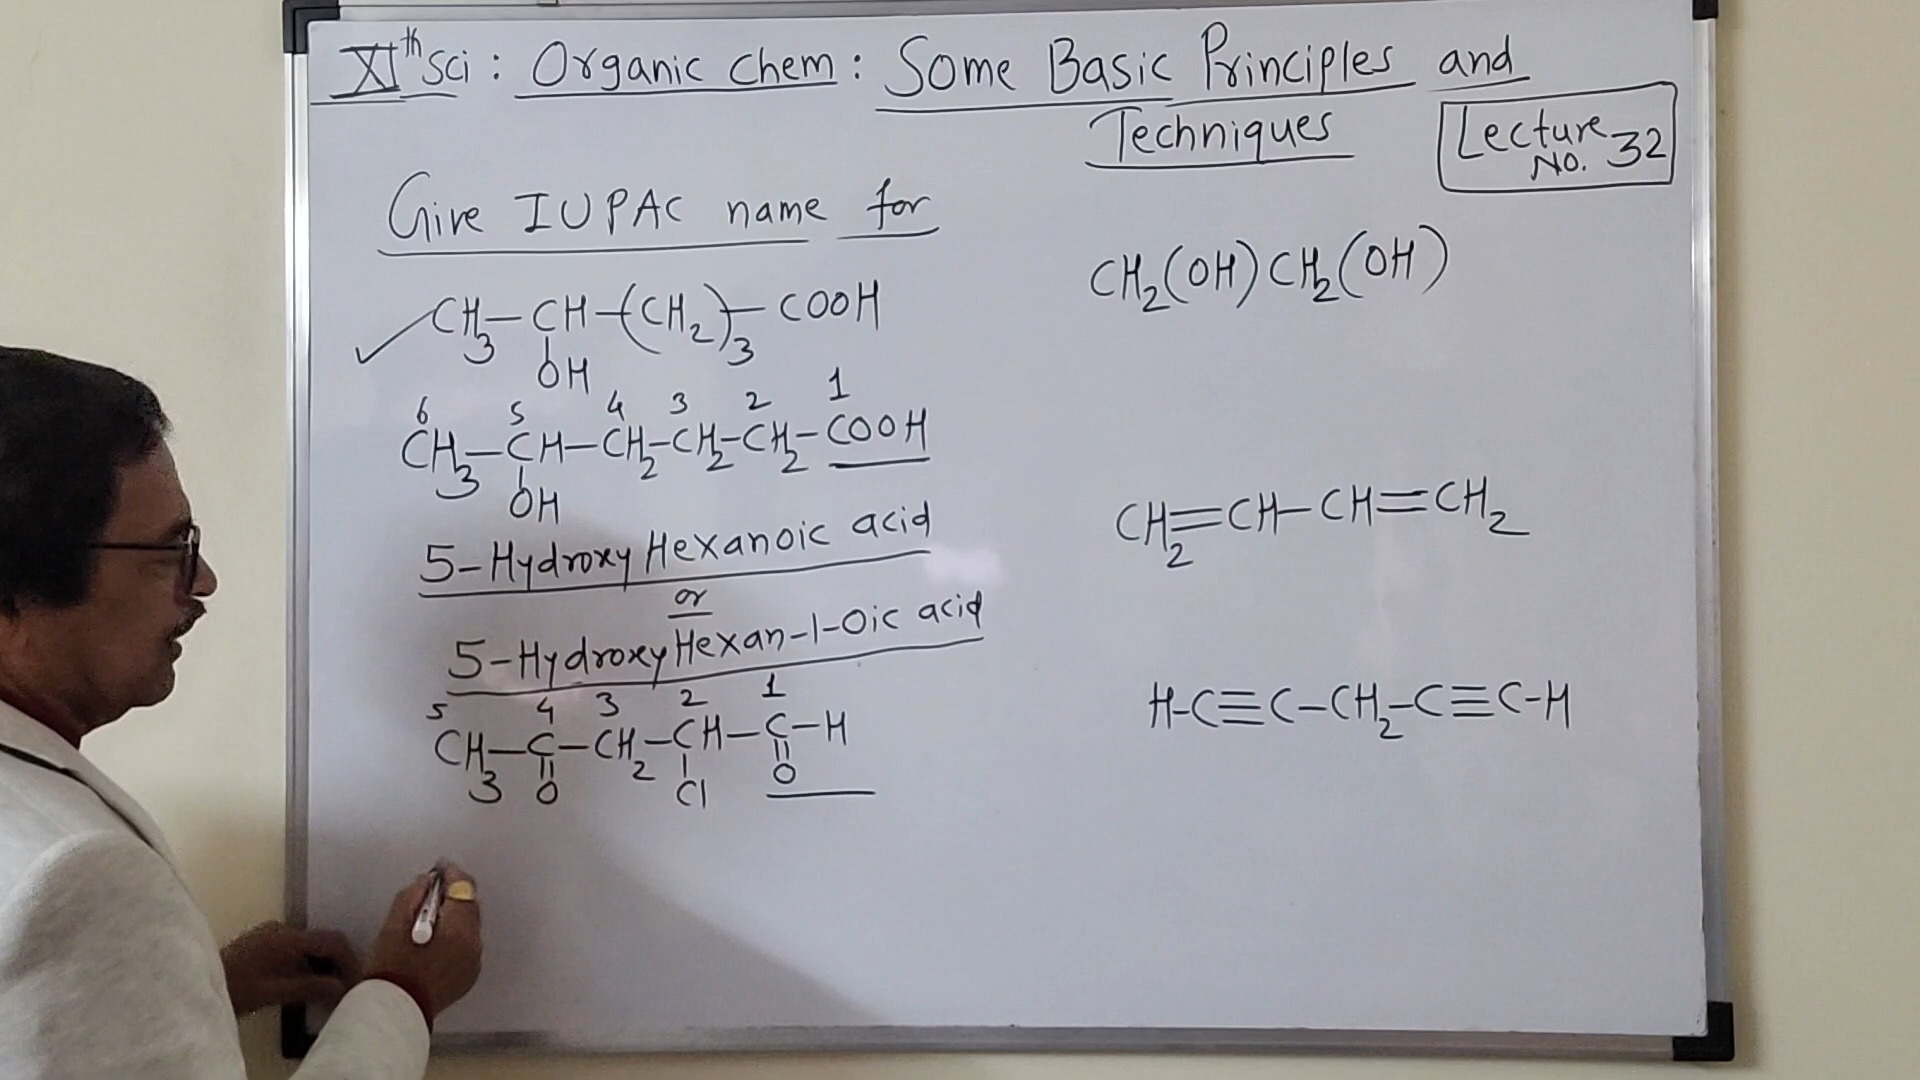 XIth Sci : Organic Chem : Some Basic Principles and
Techniques
Lecture
No. 32
Give IUPAC name for
CH3—CH—(CH2)3—COOH
OH
6 5 4 3 2 1
CH3—CH—CH2—CH2—CH2—COOH
OH
5-Hydroxy Hexanoic acid
or
5-Hydroxy Hexan-1-Oic acid
5 4 3 2 1
CH3—C—CH2—CH—C—H
O Cl O
CH2(OH)CH2(OH)
CH2=CH—CH=CH2
H-C≡C-CH2-C≡C-H